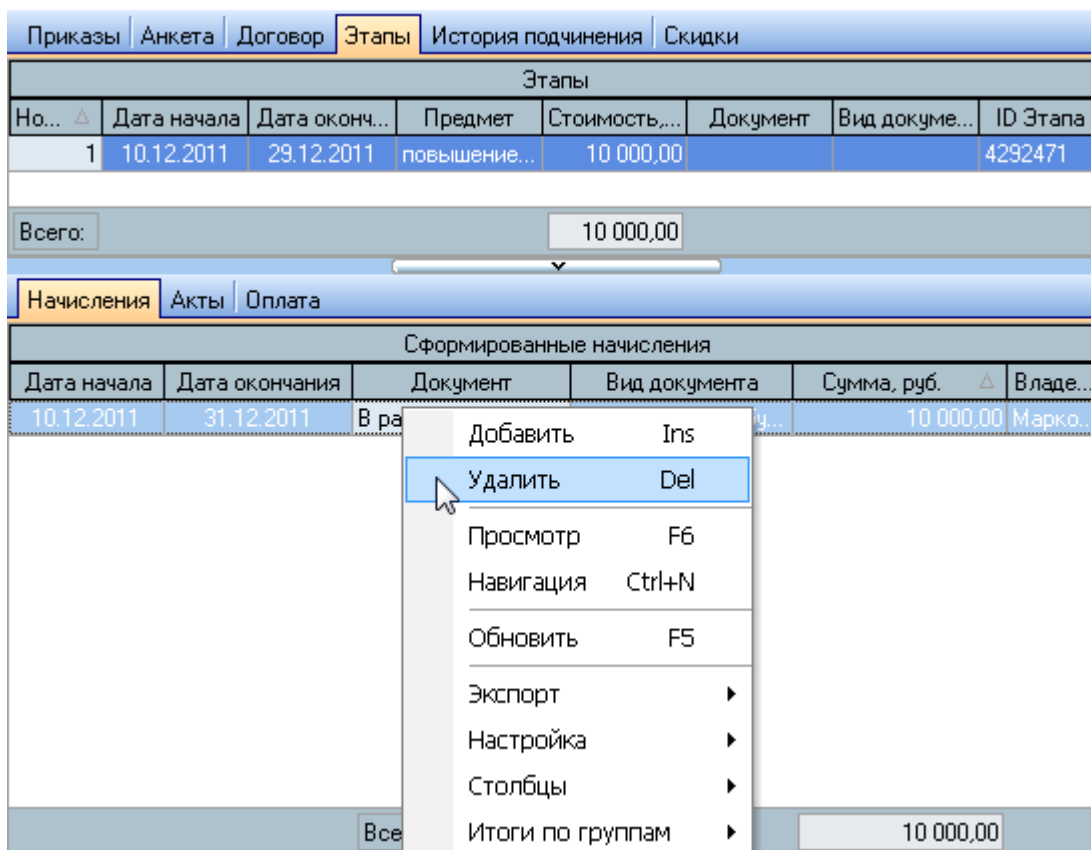 Приказы Анкета Договор Этапы История подчинения Скидки
Этапы
Но... Дата начала Дата оконч... Предмет Стоимость,... Документ Вид докуме... ID Этапа
1 10.12.2011 29.12.2011 повышение... 10 000,00 4292471
Всего: 10 000,00
Начисления Акты Оплата
Сформированные начисления
Дата начала Дата окончания Документ Вид документа Сумма, руб. Владе...
10.12.2011 31.12.2011 В ра у... 10 000,00 Марко...
Добавить Ins
Удалить Del
Просмотр F6
Навигация Ctrl+N
Обновить F5
Экспорт
Настройка
Столбцы
Итоги по группам
Все 10 000,00